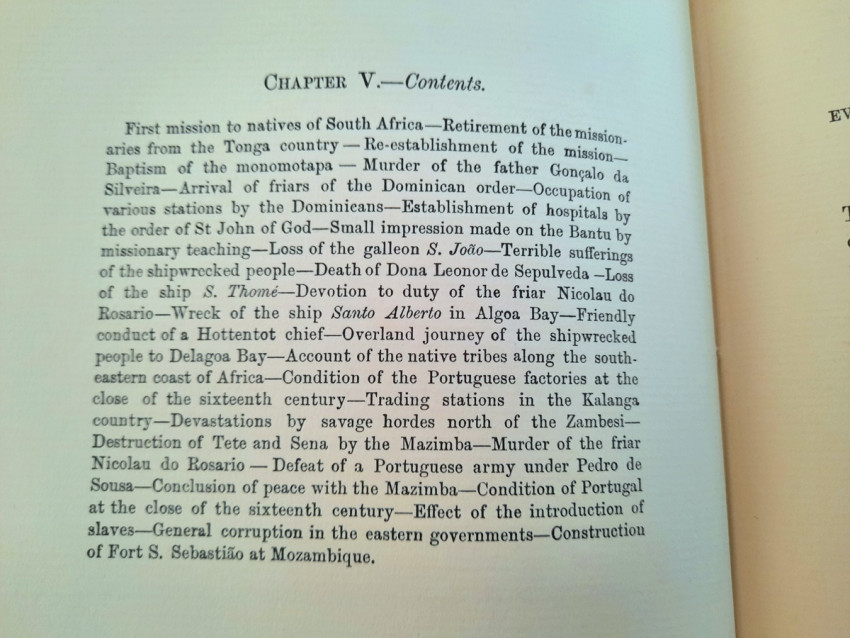 CHAPTER V.—Contents.
First mission to natives of South Africa—Retirement of the mission-
aries from the Tonga country — Re-establishment of the mission—
Baptism of the monomotapa — Murder of the father Gonçalo da
Silveira—Arrival of friars of the Dominican order—Occupation of
various stations by the Dominicans—Establishment of hospitals by
the order of St John of God—Small impression made on the Bantu by
missionary teaching—Loss of the galleon S. João—Terrible sufferings
of the shipwrecked people—Death of Dona Leonor de Sepulveda —Loss
of the ship S. Thomé—Devotion to duty of the friar Nicolau do
Rosario—Wreck of the ship Santo Alberto in Algoa Bay—Friendly
conduct of a Hottentot chief—Overland journey of the shipwrecked
people to Delagoa Bay—Account of the native tribes along the south-
eastern coast of Africa—Condition of the Portuguese factories at the
close of the sixteenth century—Trading stations in the Kalanga
country—Devastations by savage hordes north of the Zambesi—
Destruction of Tete and Sena by the Mazimba—Murder of the friar
Nicolau do Rosario — Defeat of a Portuguese army under Pedro de
Sousa—Conclusion of peace with the Mazimba—Condition of Portugal
at the close of the sixteenth century—Effect of the introduction of
slaves—General corruption in the eastern governments—Construction
of Fort S. Sebastião at Mozambique.